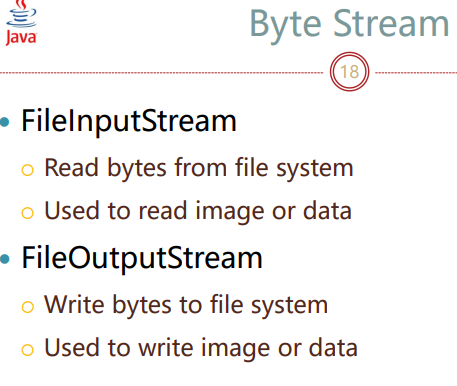 Java
Byte Stream
18
FileInputStream
Read bytes from file system
Used to read image or data
FileOutputStream
Write bytes to file system
Used to write image or data